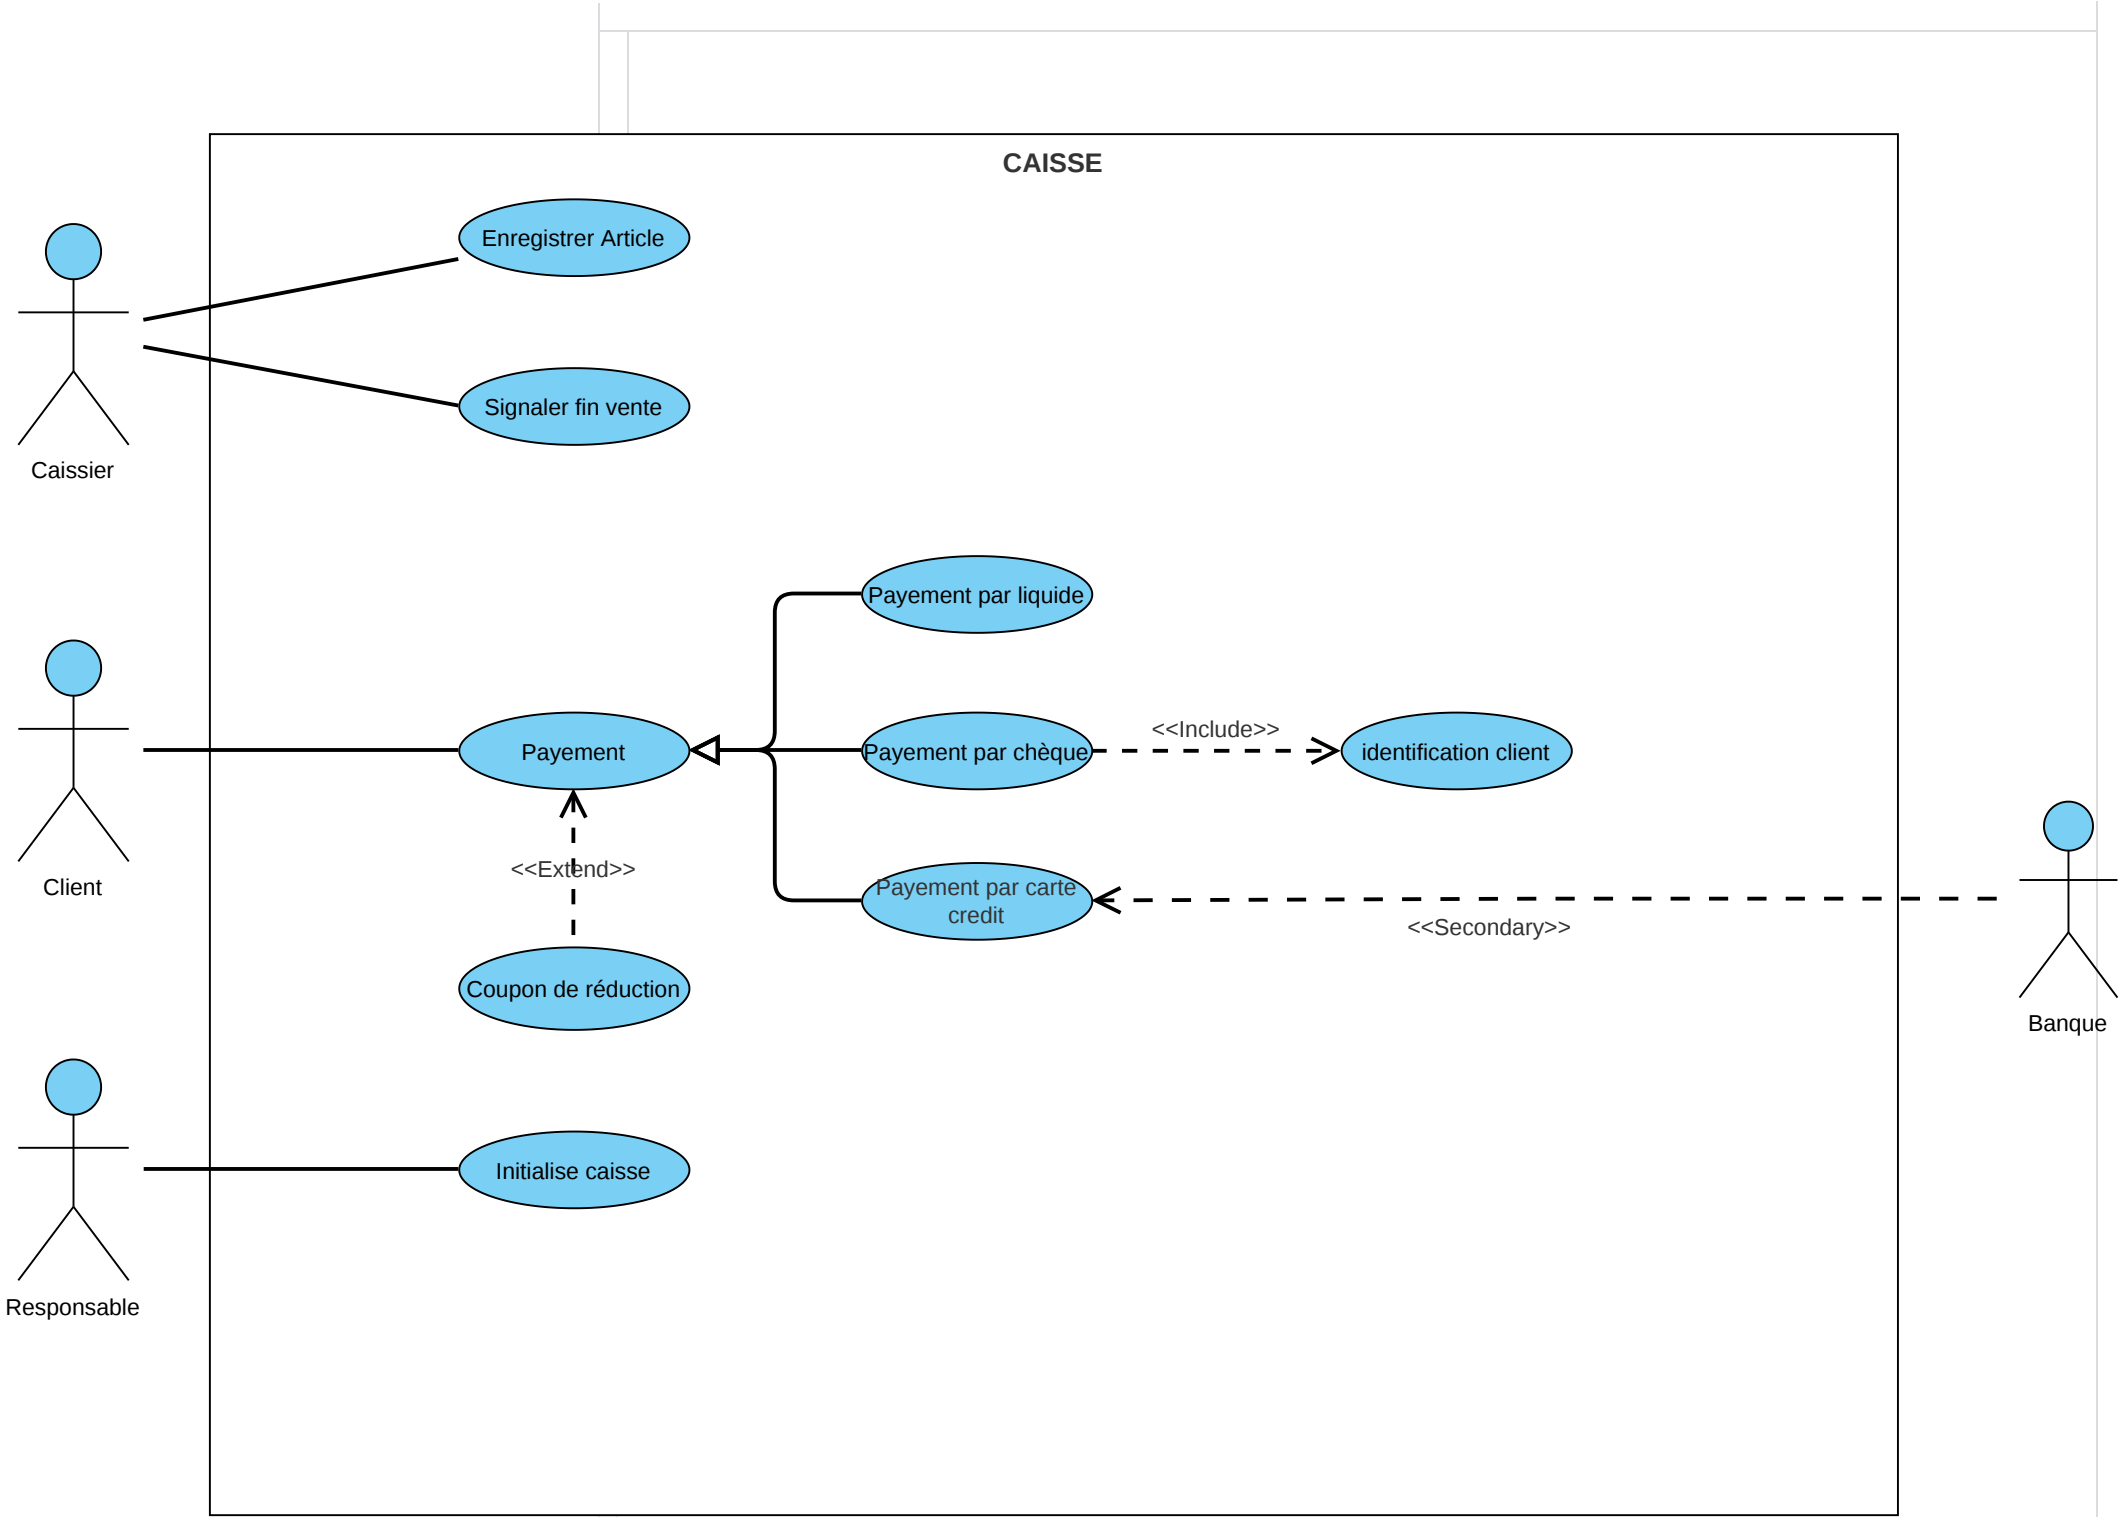 CAISSE
Enregistrer Article
Signaler fin vente
Caissier
Payement par liquide
<<Include>>
Payement
Payement par chèque
identification client
<<Extend>>
Client
Payement par carte
credit
<<Secondary>>
Coupon de réduction
Banque
Initialise caisse
Responsable